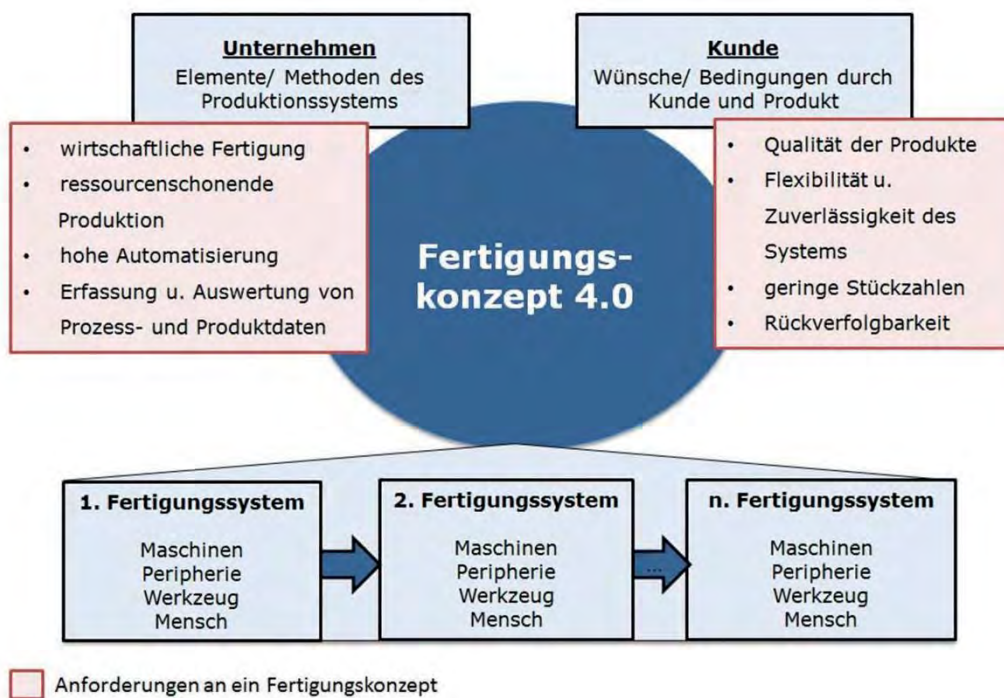 Unternehmen
Elemente/ Methoden des
Produktionssystems
Kunde
Wünsche/ Bedingungen durch
Kunde und Produkt
• wirtschaftliche Fertigung
• ressourcenschonende
Produktion
• hohe Automatisierung
• Erfassung u. Auswertung von
Prozess- und Produktdaten
Fertigungs-
konzept 4.0
• Qualität der Produkte
• Flexibilität u.
Zuverlässigkeit des
Systems
• geringe Stückzahlen
• Rückverfolgbarkeit
1. Fertigungssystem
Maschinen
Peripherie
Werkzeug
Mensch
2. Fertigungssystem
Maschinen
Peripherie
Werkzeug
Mensch
...
n. Fertigungssystem
Maschinen
Peripherie
Werkzeug
Mensch
Anforderungen an ein Fertigungskonzept